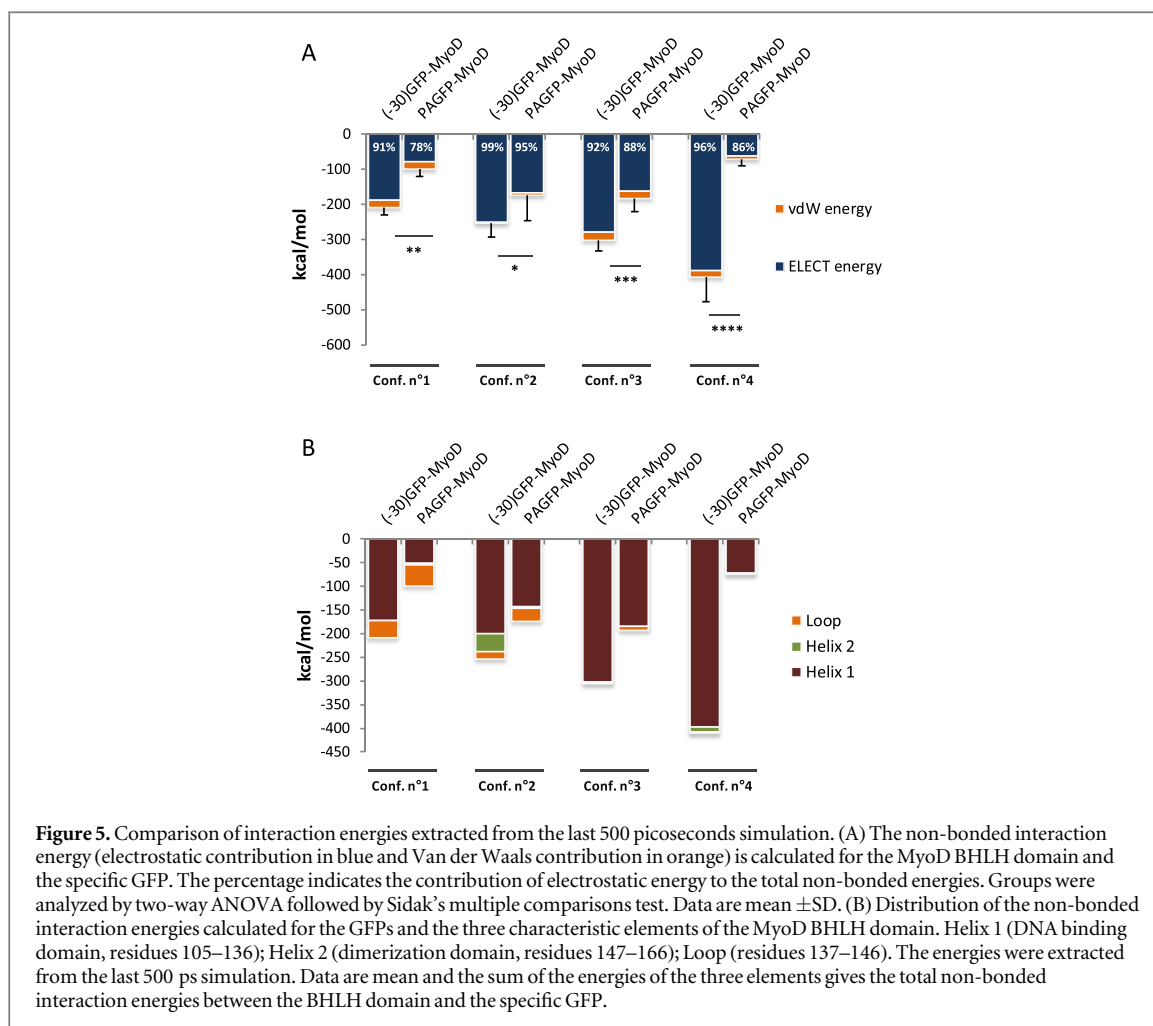 A
(-30)GFP-MyoD
PAGFP-MyoD
(-30)GFP-MyoD
PAGFP-MyoD
(-30)GFP-MyoD
PAGFP-MyoD
(-30)GFP-MyoD
PAGFP-MyoD
0
-100
-200
-300
-400
-500
-600
kcal/mol
91%
78%
99%
95%
92%
88%
96%
86%
**
*
***
****
vdW energy
ELECT energy
Conf. n°1
Conf. n°2
Conf. n°3
Conf. n°4
B
(-30)GFP-MyoD
PAGFP-MyoD
(-30)GFP-MyoD
PAGFP-MyoD
(-30)GFP-MyoD
PAGFP-MyoD
(-30)GFP-MyoD
PAGFP-MyoD
0
-50
-100
-150
-200
-250
-300
-350
-400
-450
kcal/mol
Loop
Helix 2
Helix 1
Conf. n°1
Conf. n°2
Conf. n°3
Conf. n°4
Figure 5. Comparison of interaction energies extracted from the last 500 picoseconds simulation. (A) The non-bonded interaction
energy (electrostatic contribution in blue and Van der Waals contribution in orange) is calculated for the MyoD BHLH domain and
the specific GFP. The percentage indicates the contribution of electrostatic energy to the total non-bonded energies. Groups were
analyzed by two-way ANOVA followed by Sidak's multiple comparisons test. Data are mean ±SD. (B) Distribution of the non-bonded
interaction energies calculated for the GFPs and the three characteristic elements of the MyoD BHLH domain. Helix 1 (DNA binding
domain, residues 105–136); Helix 2 (dimerization domain, residues 147–166); Loop (residues 137–146). The energies were extracted
from the last 500 ps simulation. Data are mean and the sum of the energies of the three elements gives the total non-bonded
interaction energies between the BHLH domain and the specific GFP.